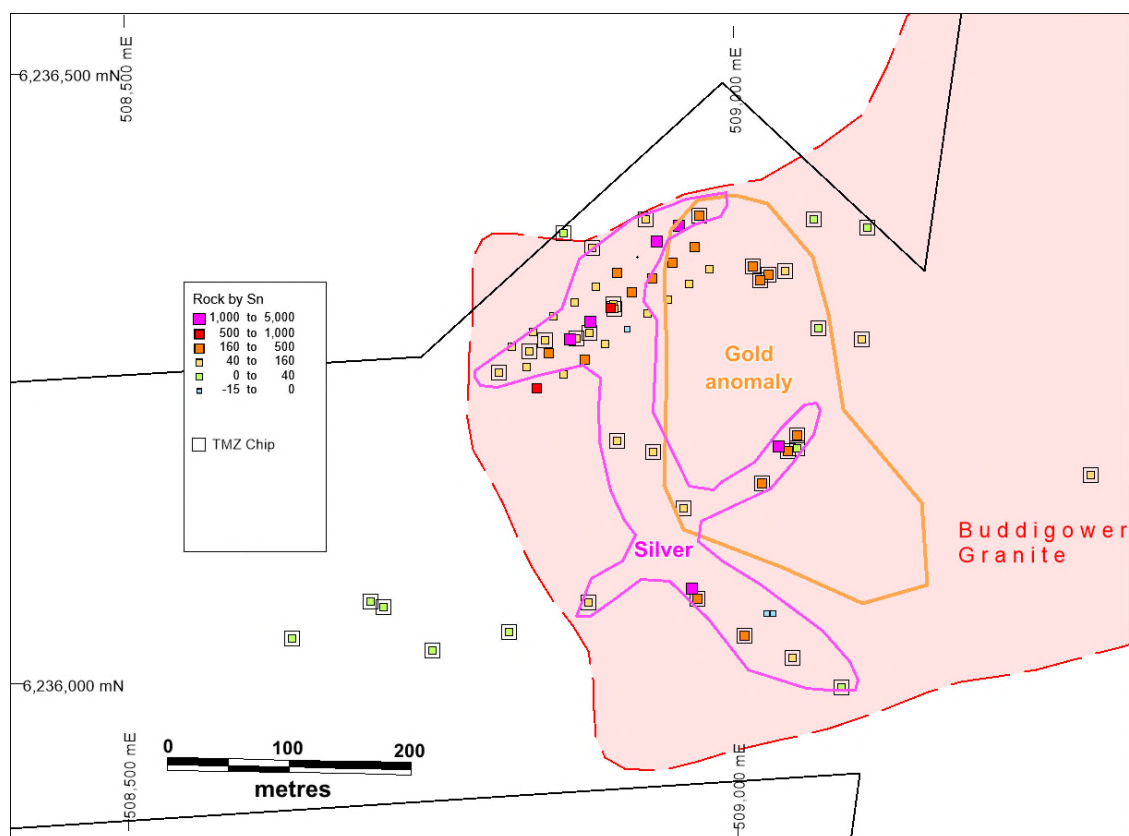 508,500 mE
509,000 mE
6,236,500 mN
Rock by Sn
1,000 to 5,000
500 to 1,000
160 to 500
40 to 160
0 to 40
-15 to 0
TMZ Chip
Gold
anomaly
Buddigower
Granite
Silver
6,236,000 mN
0 100 200
metres
508,500 mE
509,000 mE